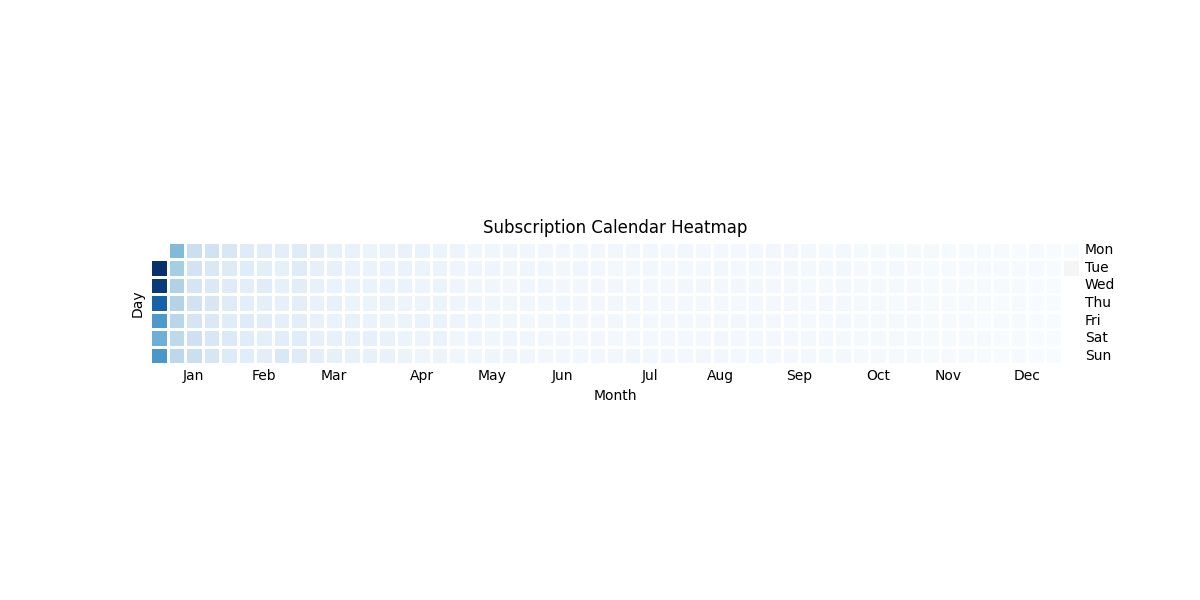 Subscription Calendar Heatmap
Mon
Tue
Wed
Thu
Fri
Sat
Sun
Day
Jan Feb Mar Apr May Jun Jul Aug Sep Oct Nov Dec
Month